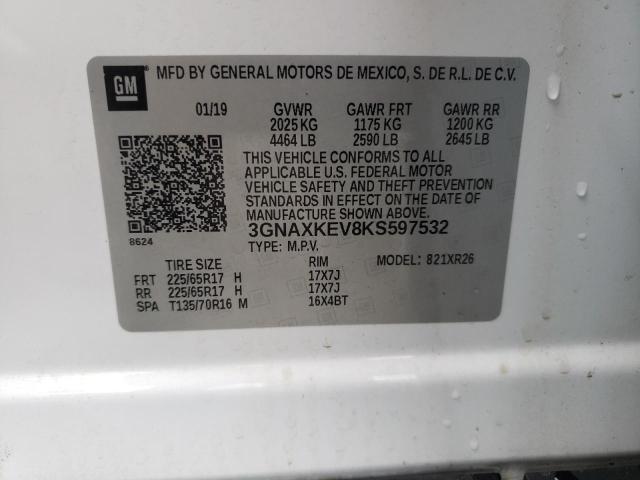 GM MFD BY GENERAL MOTORS DE MEXICO, S. DE R.L. DE C.V.
01/19 GVWR GAWR FRT GAWR RR
2025 KG 1175 KG 1200 KG
4464 LB 2590 LB 2645 LB
THIS VEHICLE CONFORMS TO ALL
APPLICABLE U.S. FEDERAL MOTOR
VEHICLE SAFETY AND THEFT PREVENTION
STANDARDS IN EFFECT ON THE DATE OF
MANUFACTURE SHOWN ABOVE.
8624 3GNAXKEV8KS597532
TYPE: M.P.V.
TIRE SIZE RIM MODEL: 821XR26
FRT 225/65R17 H 17X7J
RR 225/65R17 H 17X7J
SPA T135/70R16 M 16X4BT